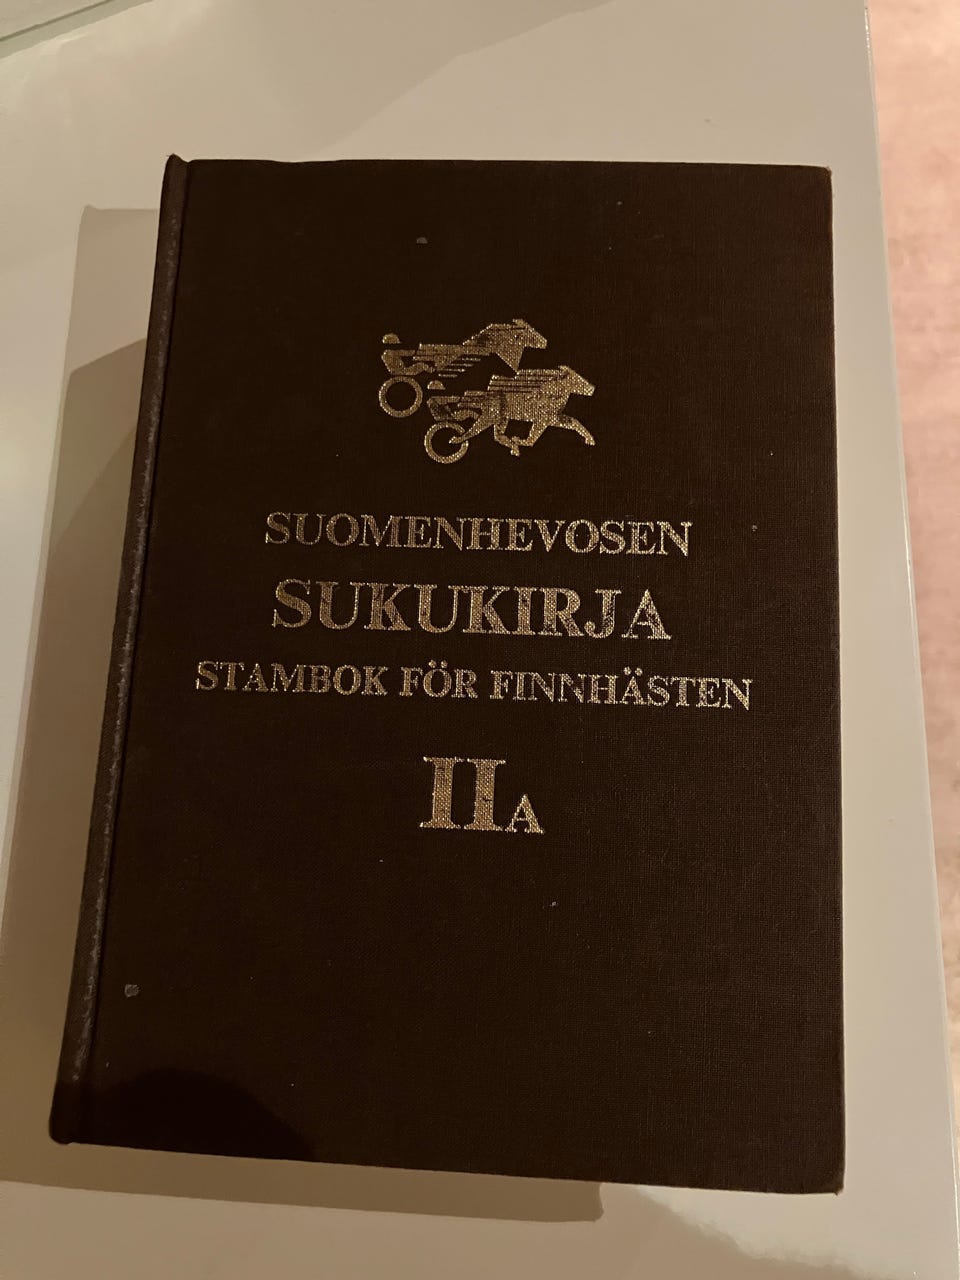 SUOMENHEVOSEN
SUKUKIRJA
STAMBOK FÖR FINNHÄSTEN
IIA